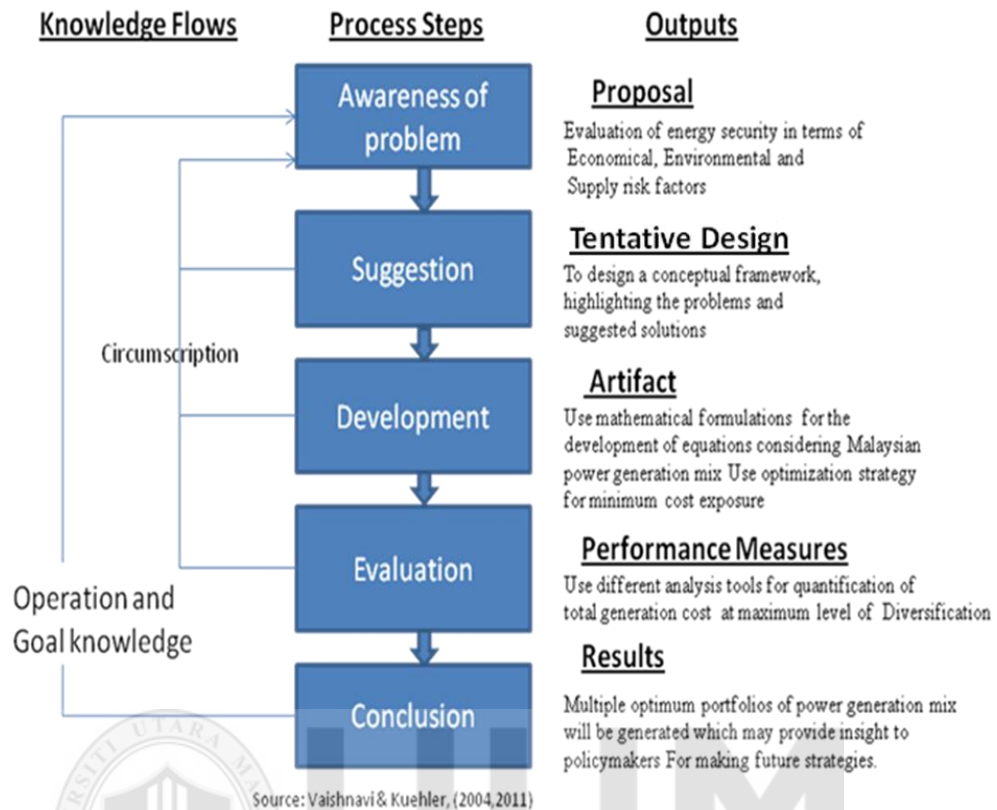 Knowledge Flows
Process Steps
Outputs
Awareness of
problem
Proposal
Evaluation of energy security in terms of
Economical, Environmental and
Supply risk factors
Suggestion
Tentative Design
To design a conceptual framework,
highlighting the problems and
suggested solutions
Circumscription
Development
Artifact
Use mathematical formulations for the
development of equations considering Malaysian
power generation mix Use optimization strategy
for minimum cost exposure
Evaluation
Performance Measures
Use different analysis tools for quantification of
total generation cost at maximum level of Diversification
Operation and
Goal knowledge
Conclusion
Results
Multiple optimum portfolios of power generation mix
will be generated which may provide insight to
policymakers For making future strategies.
UTARA
Source: Vaishnavi & Kuehler, (2004,2011)